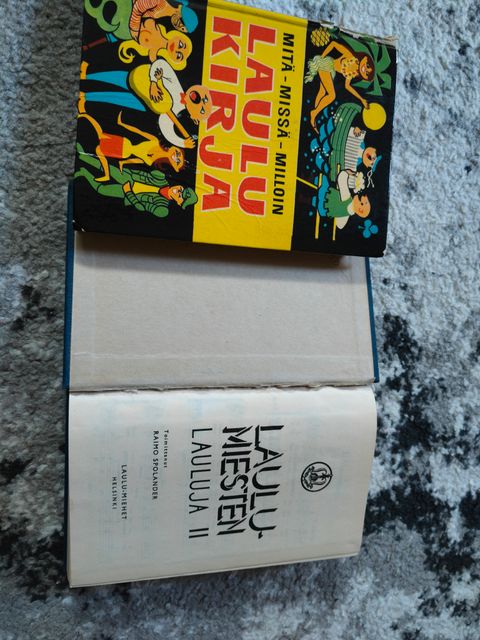 MITÄ - MISSÄ - MILLOIN
LAULU
KIRJA
LAULU-
MIESTEN
LAULUJA II
Toimittanut
RAIMO SPOLANDER
LAULU-MIEHET
HELSINKI